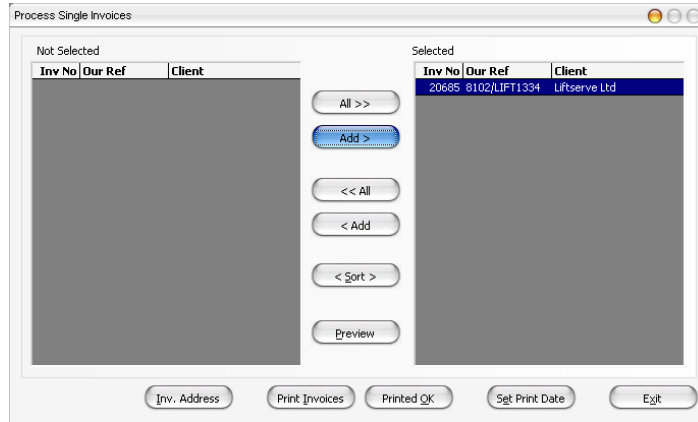 Process Single Invoices
Not Selected
Inv No Our Ref Client
All >>
Add >
<< All
< Add
< Sort >
Preview
Selected
Inv No Our Ref Client
20685 8102/LIFT1334 Liftserve Ltd
Inv. Address Print Invoices Printed OK Set Print Date Exit